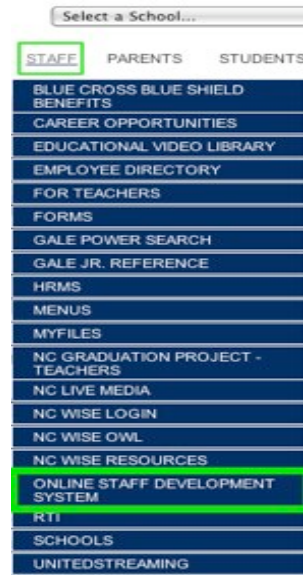 Select a School...
STAFF PARENTS STUDENTS
BLUE CROSS BLUE SHIELD
BENEFITS
CAREER OPPORTUNITIES
EDUCATIONAL VIDEO LIBRARY
EMPLOYEE DIRECTORY
FOR TEACHERS
FORMS
GALE POWER SEARCH
GALE JR. REFERENCE
HRMS
MENUS
MYFILES
NC GRADUATION PROJECT -
TEACHERS
NC LIVE MEDIA
NC WISE LOGIN
NC WISE OWL
NC WISE RESOURCES
ONLINE STAFF DEVELOPMENT
SYSTEM
RTI
SCHOOLS
UNITEDSTREAMING